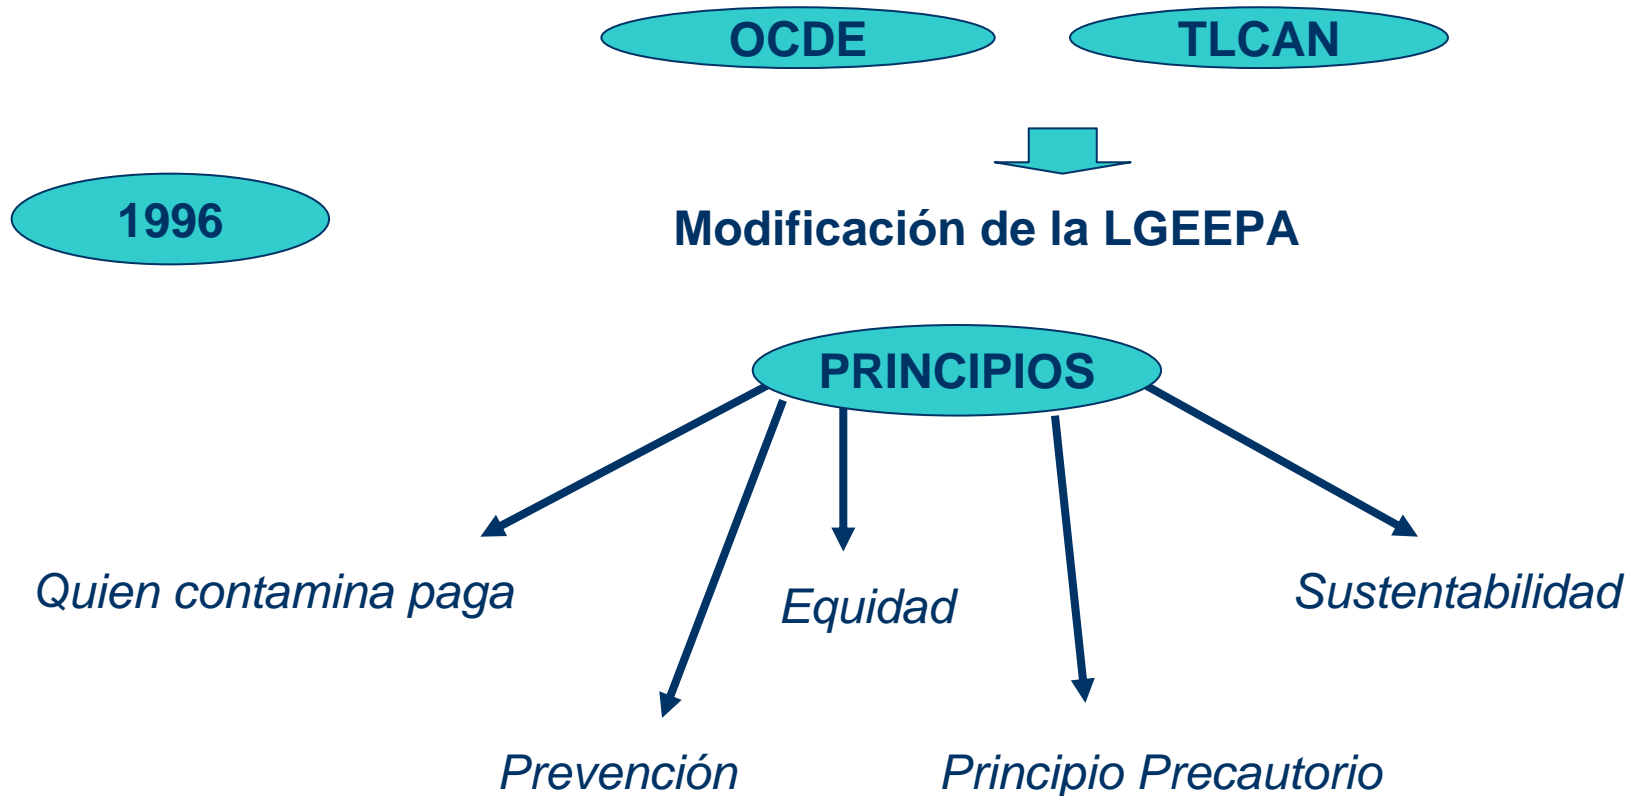 OCDE
TLCAN
1996
Modificación de la LGEEPA
PRINCIPIOS
Quien contamina paga
Equidad
Sustentabilidad
Prevención
Principio Precautorio